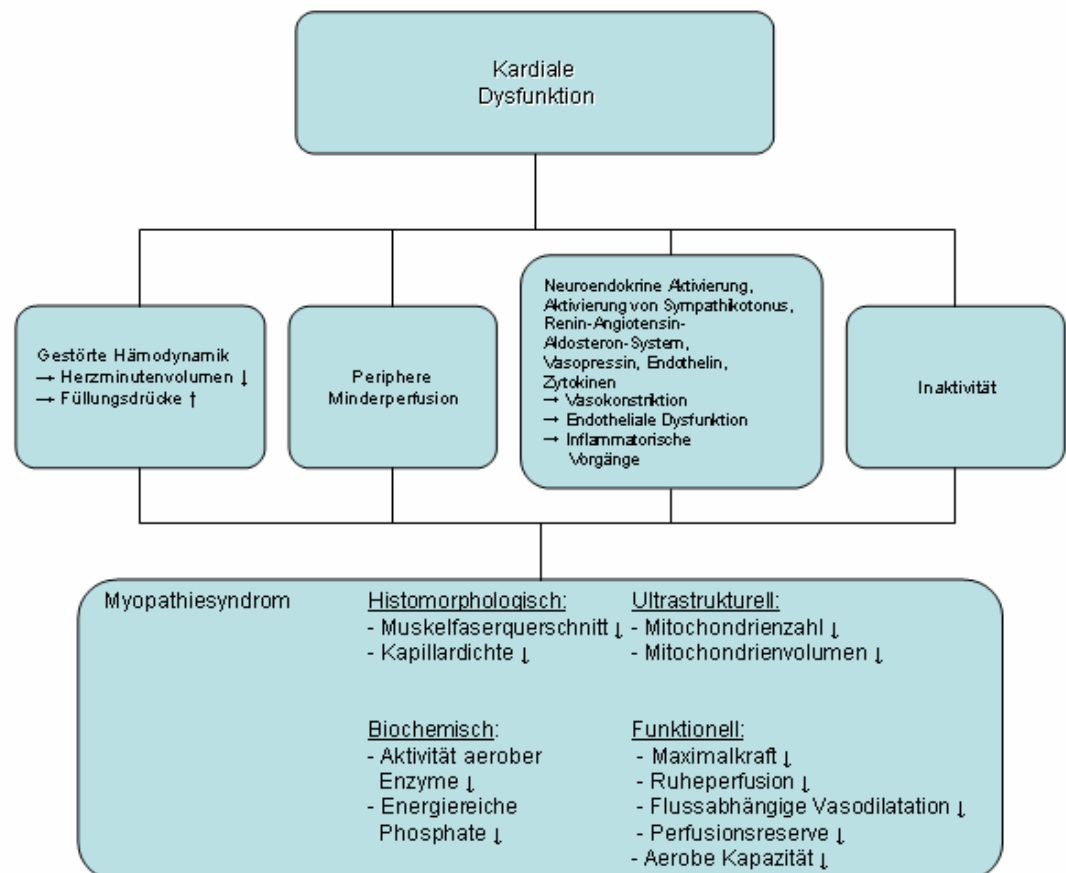 Kardiale
Dysfunktion
Gestörte Hämodynamik
→ Herzminutenvolumen ↓
→ Füllungsdrücke ↑
Periphere
Minderperfusion
Neuroendokrine Aktivierung,
Aktivierung von Sympathikotonus,
Renin-Angiotensin-
Aldosteron-System,
Vasopressin, Endothelin,
Zytokinen
→ Vasokonstriktion
→ Endotheliale Dysfunktion
→ Inflammatorische
Vorgänge
Inaktivität
Myopathiesyndrom
Histomorphologisch:
- Muskelfaserquerschnitt ↓
- Kapillardichte ↓
Ultrastrukturell:
- Mitochondrienzahl ↓
- Mitochondrienvolumen ↓
Biochemisch:
- Aktivität aerober
Enzyme ↓
- Energiereiche
Phosphate ↓
Funktionell:
- Maximalkraft ↓
- Ruheperfusion ↓
- Flussabhängige Vasodilatation ↓
- Perfusionsreserve ↓
- Aerobe Kapazität ↓